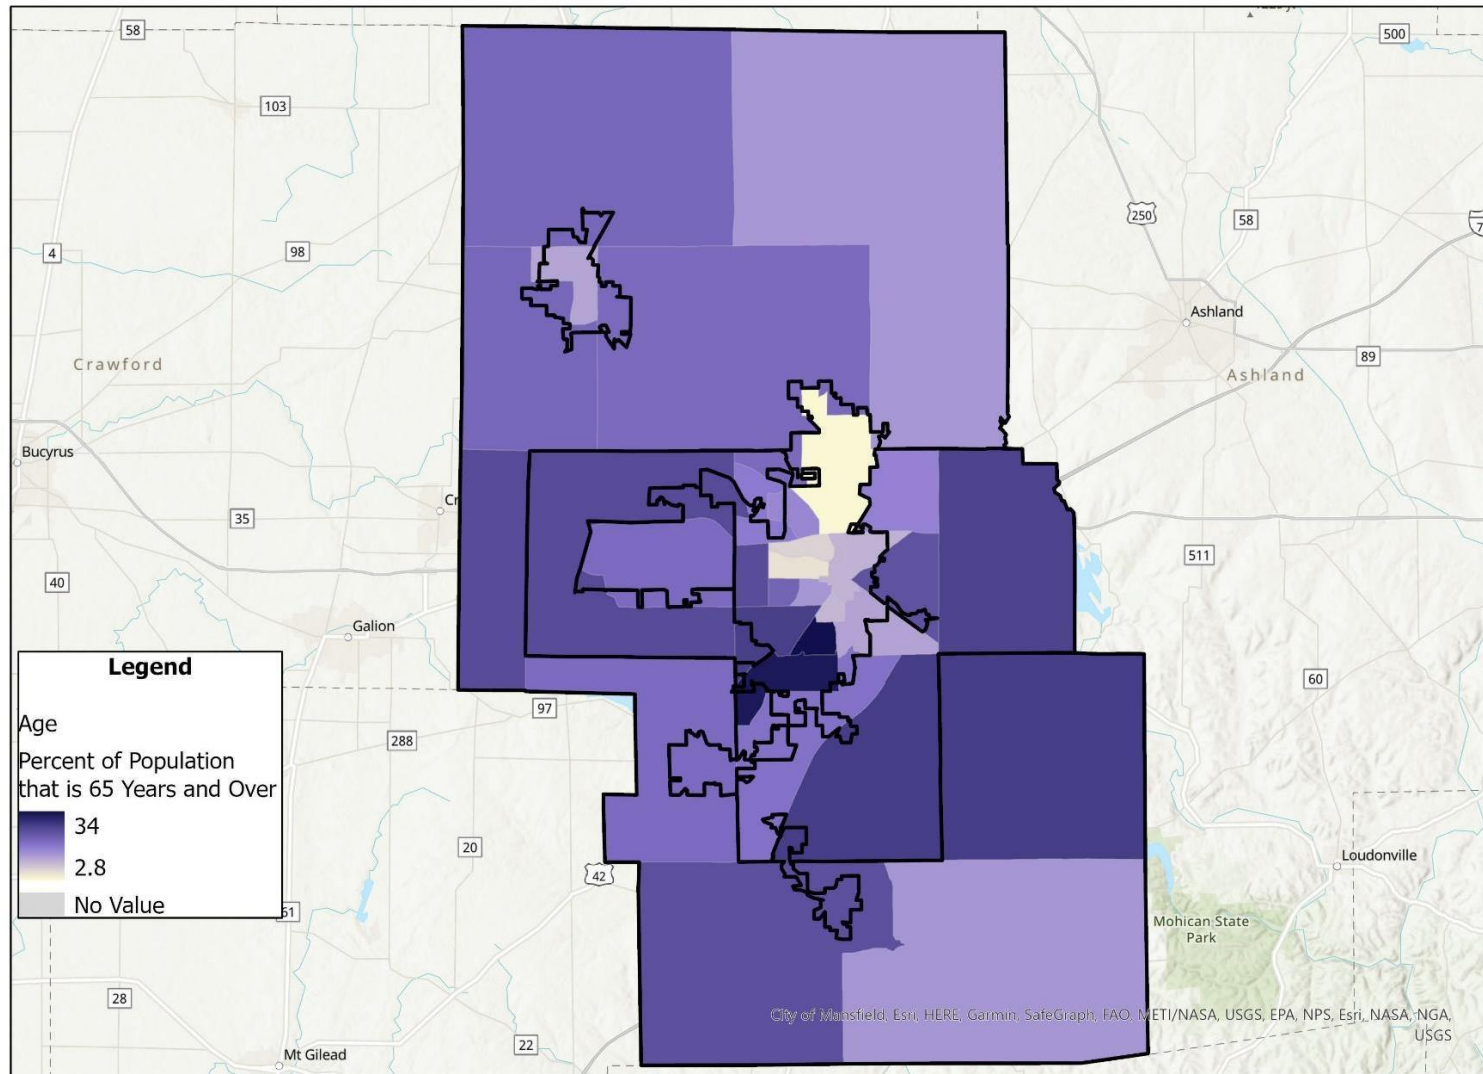 58
500
103
250
58
4
98
Ashland
Crawford
89
Ashland
Bucyrus
35
511
40
Galion
Legend
60
Age
97
288
Percent of Population
that is 65 Years and Over
34
2.8
No Value
20
42
Loudonville
61
Mohican State
Park
28
City of Mansfield, Esri, HERE, Garmin, SafeGraph, FAO, METI/NASA, USGS, EPA, NPS, Esri, NASA, NGA,
USGS
22
Mt Gilead